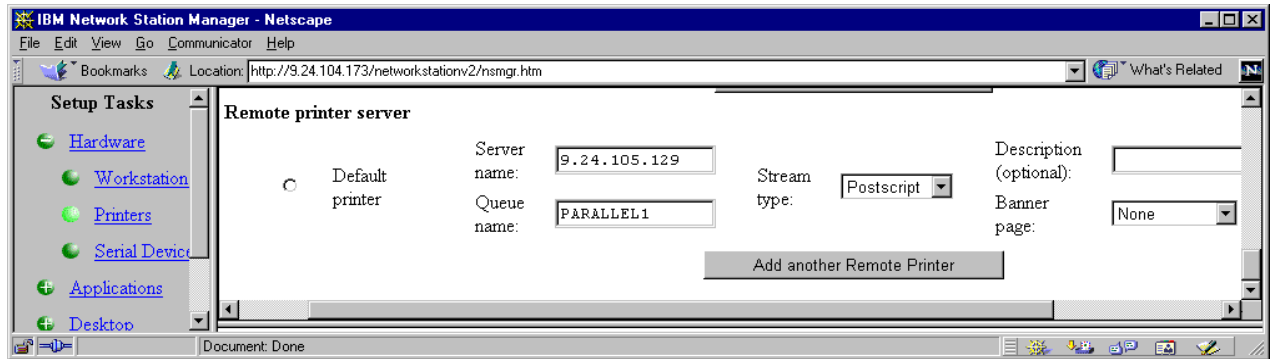 IBM Network Station Manager - Netscape
File Edit View Go Communicator Help
Bookmarks Location: http://9.24.104.173/networkstationv2/nsmgr.htm What's Related N
Setup Tasks
Hardware
Workstation
Printers
Serial Device
Applications
Desktop
Remote printer server
Default
printer
Server
name:
9.24.105.129
Queue
name:
PARALLEL1
Stream
type:
Postscript
Description
(optional):
Banner
page:
None
Add another Remote Printer
Document: Done